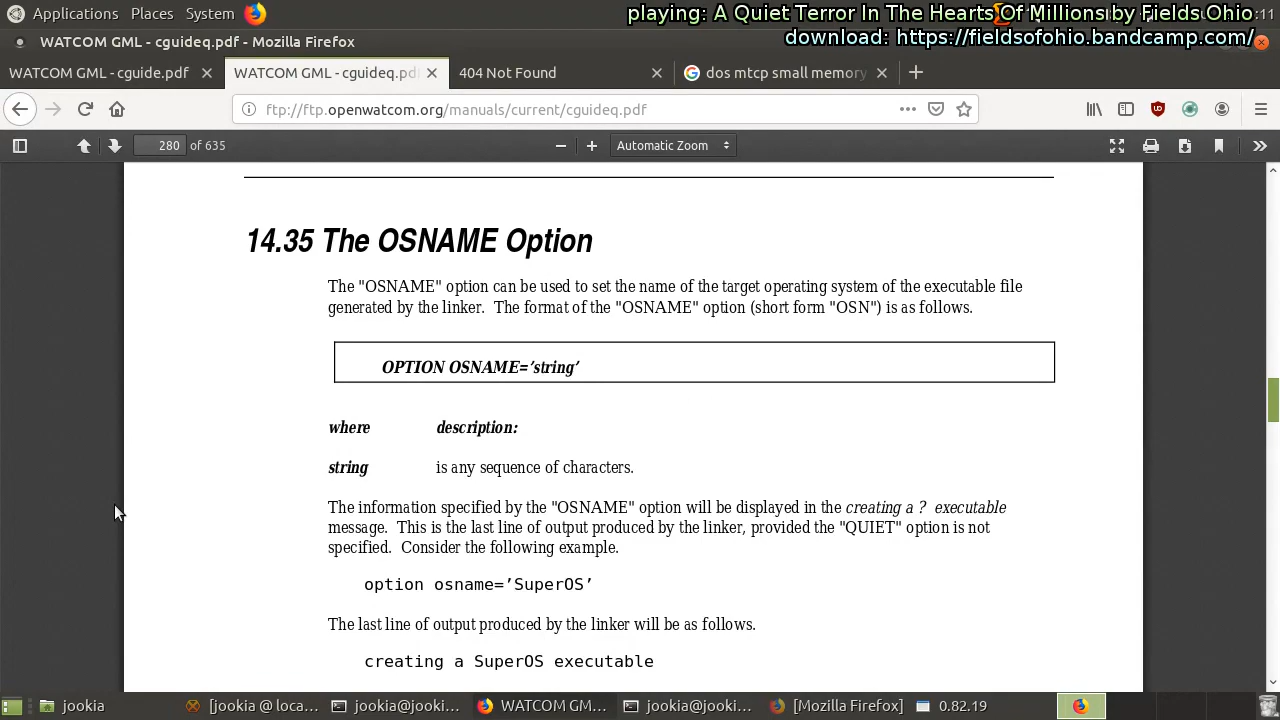 Applications Places System
playing: A Quiet Terror In The Hearts Of Millions by Fields Ohio
:11
WATCOM GML - cguideq.pdf - Mozilla Firefox
download: https://fieldsofohio.bandcamp.com/
WATCOM GML - cguide.pdf
WATCOM GML - cguideq.pd
404 Not Found
dos mtcp small memory
ftp://ftp.openwatcom.org/manuals/current/cguideq.pdf
280 of 635
Automatic Zoom
14.35 The OSNAME Option
The "OSNAME" option can be used to set the name of the target operating system of the executable file
generated by the linker. The format of the "OSNAME" option (short form "OSN") is as follows.
OPTION OSNAME=’string’
where description:
string is any sequence of characters.
The information specified by the "OSNAME" option will be displayed in the creating a ? executable
message. This is the last line of output produced by the linker, provided the "QUIET" option is not
specified. Consider the following example.
option osname=’SuperOS’
The last line of output produced by the linker will be as follows.
creating a SuperOS executable
jookia
[jookia @ loca...
jookia@jooki...
WATCOM GM...
jookia@jooki...
[Mozilla Firefox]
0.82.19